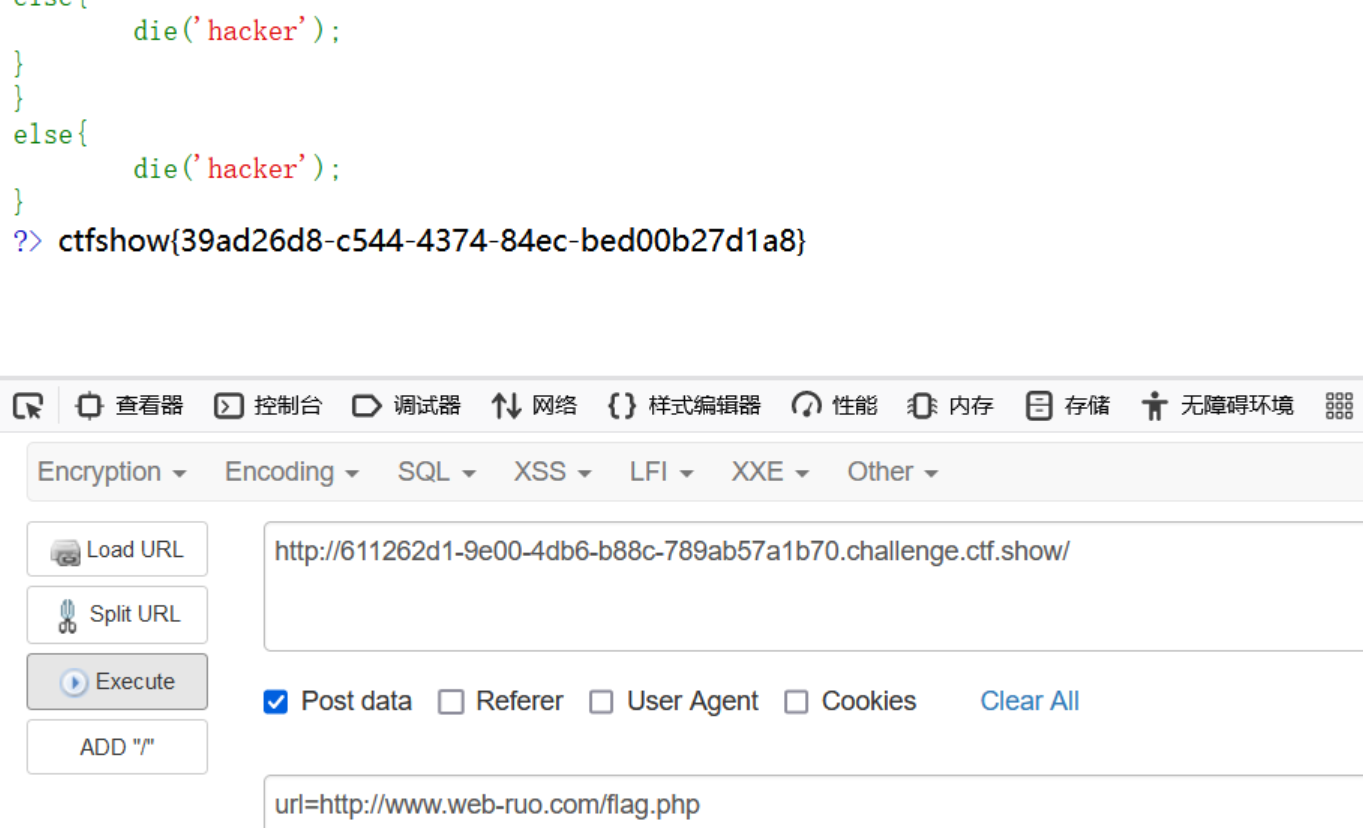 else{
die('hacker');
}
}
else{
die('hacker');
}
?> ctfshow{39ad26d8-c544-4374-84ec-bed00b27d1a8}
查看器 控制台 调试器 网络 样式编辑器 性能 内存 存储 无障碍环境
Encryption Encoding SQL XSS LFI XXE Other
Load URL
http://611262d1-9e00-4db6-b88c-789ab57a1b70.challenge.ctf.show/
Split URL
Execute
Post data Referer User Agent Cookies Clear All
ADD "/"
url=http://www.web-ruo.com/flag.php